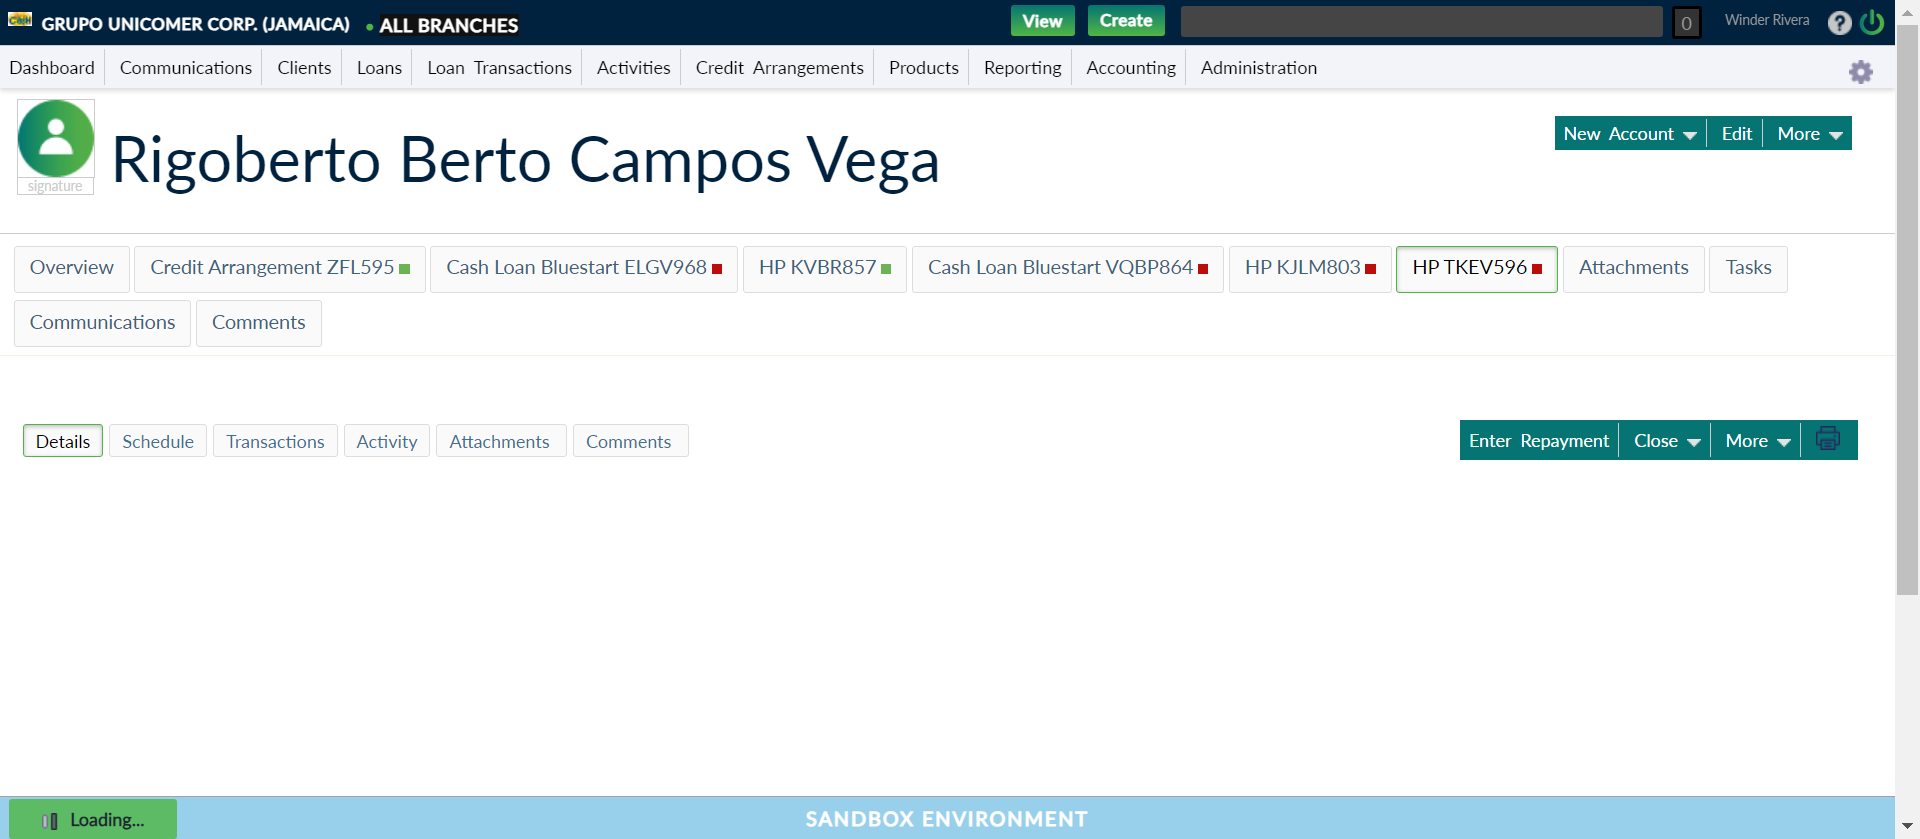 GRUPO UNICOMER CORP. (JAMAICA) • ALL BRANCHES View Create 0 Winder Rivera ?
Dashboard Communications Clients Loans Loan Transactions Activities Credit Arrangements Products Reporting Accounting Administration
signature
Rigoberto Berto Campos Vega
New Account Edit More
Overview Credit Arrangement ZFL595 Cash Loan Bluestart ELGV968 HP KVBR857 Cash Loan Bluestart VQBP864 HP KJLM803 HP TKEV596 Attachments Tasks
Communications Comments
Details Schedule Transactions Activity Attachments Comments Enter Repayment Close More
Loading... SANDBOX ENVIRONMENT